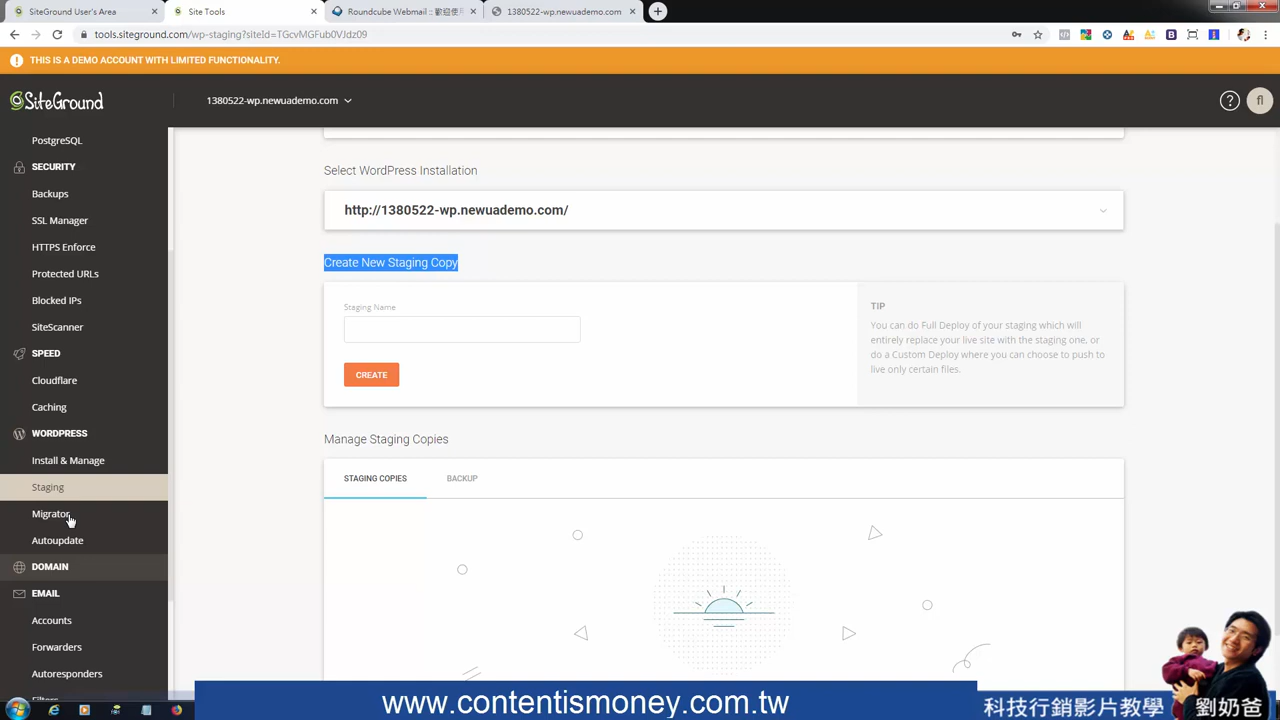 SiteGround User's Area
Site Tools
Roundcube Webmail :: 歡迎使用
1380522-wp.newuademo.com
tools.siteground.com/wp-staging?siteId=TGcvMGFub0VJdz09
THIS IS A DEMO ACCOUNT WITH LIMITED FUNCTIONALITY.
SiteGround
1380522-wp.newuademo.com
fl
PostgreSQL
SECURITY
Backups
SSL Manager
HTTPS Enforce
Protected URLs
Blocked IPs
SiteScanner
SPEED
Cloudflare
Caching
WORDPRESS
Install & Manage
Staging
Migrator
Autoupdate
DOMAIN
EMAIL
Accounts
Forwarders
Autoresponders
Filters
Select WordPress Installation
http://1380522-wp.newuademo.com/
Create New Staging Copy
Staging Name
CREATE
TIP
You can do Full Deploy of your staging which will
entirely replace your live site with the staging one, or
do a Custom Deploy where you can choose to push to
live only certain files.
Manage Staging Copies
STAGING COPIES
BACKUP
www.contentismoney.com.tw
科技行銷影片教學 劉奶爸